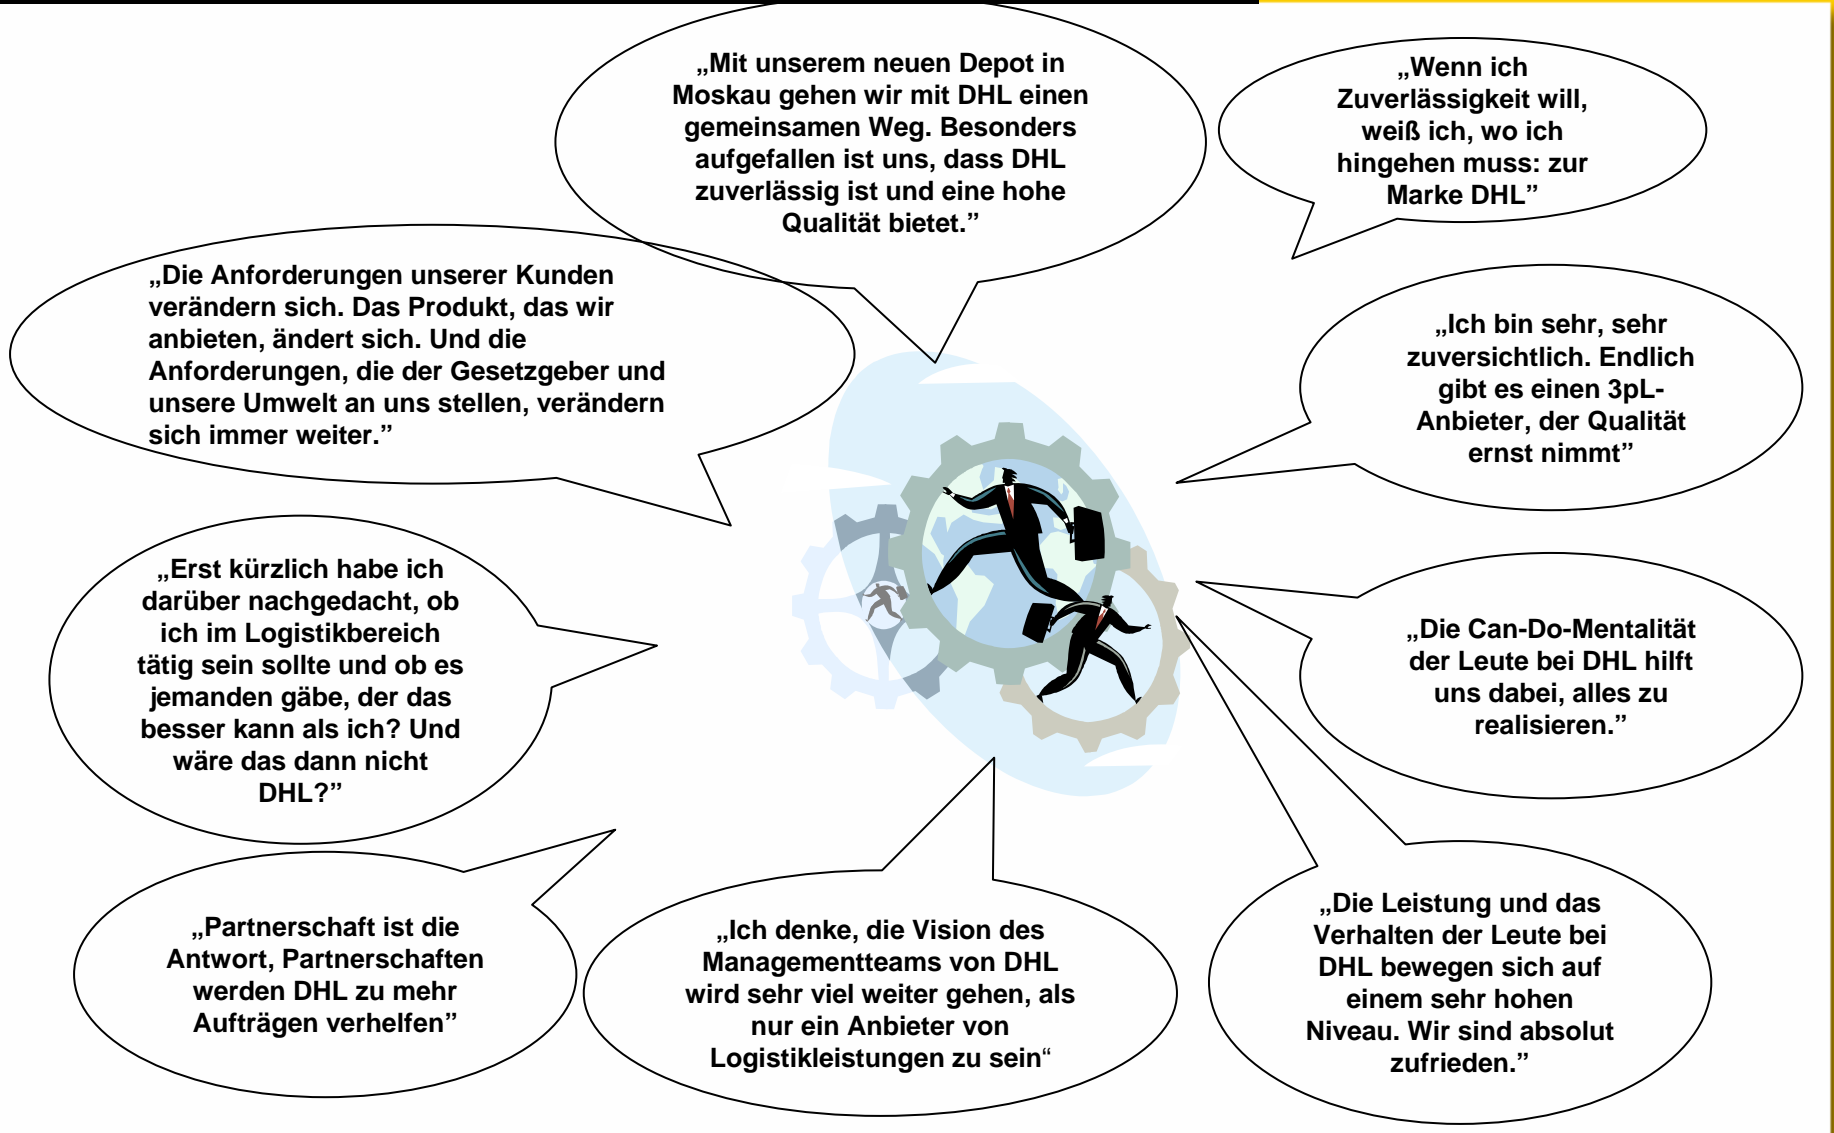 „Mit unserem neuen Depot in
Moskau gehen wir mit DHL einen
gemeinsamen Weg. Besonders
aufgefallen ist uns, dass DHL
zuverlässig ist und eine hohe
Qualität bietet.”
„Wenn ich
Zuverlässigkeit will,
weiß ich, wo ich
hingehen muss: zur
Marke DHL”
„Die Anforderungen unserer Kunden
verändern sich. Das Produkt, das wir
anbieten, ändert sich. Und die
Anforderungen, die der Gesetzgeber und
unsere Umwelt an uns stellen, verändern
sich immer weiter.”
„Ich bin sehr, sehr
zuversichtlich. Endlich
gibt es einen 3pL-
Anbieter, der Qualität
ernst nimmt”
„Erst kürzlich habe ich
darüber nachgedacht, ob
ich im Logistikbereich
tätig sein sollte und ob es
jemanden gäbe, der das
besser kann als ich? Und
wäre das dann nicht
DHL?”
„Die Can-Do-Mentalität
der Leute bei DHL hilft
uns dabei, alles zu
realisieren.”
„Partnerschaft ist die
Antwort, Partnerschaften
werden DHL zu mehr
Aufträgen verhelfen”
„Ich denke, die Vision des
Managementteams von DHL
wird sehr viel weiter gehen, als
nur ein Anbieter von
Logistikleistungen zu sein“
„Die Leistung und das
Verhalten der Leute bei
DHL bewegen sich auf
einem sehr hohen
Niveau. Wir sind absolut
zufrieden.”